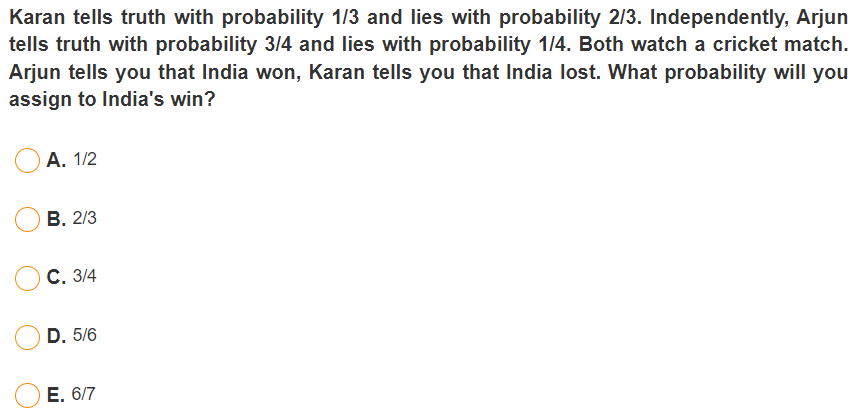 Karan tells truth with probability 1/3 and lies with probability 2/3. Independently, Arjun
tells truth with probability 3/4 and lies with probability 1/4. Both watch a cricket match.
Arjun tells you that India won, Karan tells you that India lost. What probability will you
assign to India's win?
A. 1/2
B. 2/3
C. 3/4
D. 5/6
E. 6/7